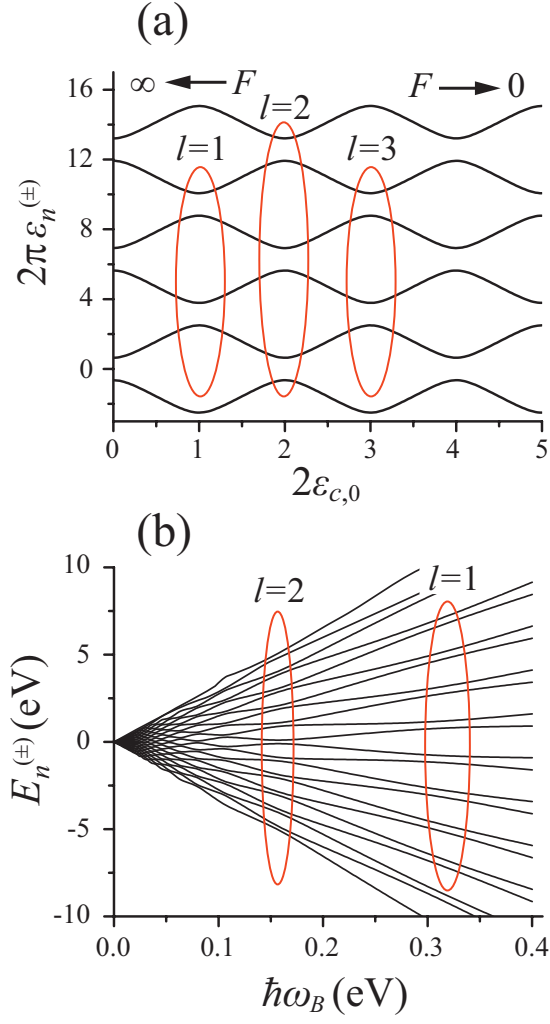 (a)
∞ ← F F → 0
l=1 l=2 l=3
16
12
8
4
0
2πε_n^(±)
0 1 2 3 4 5
2ε_c,0
(b)
l=2 l=1
10
5
0
-5
-10
E_n^(±) (eV)
0.0 0.1 0.2 0.3 0.4
ħω_B (eV)